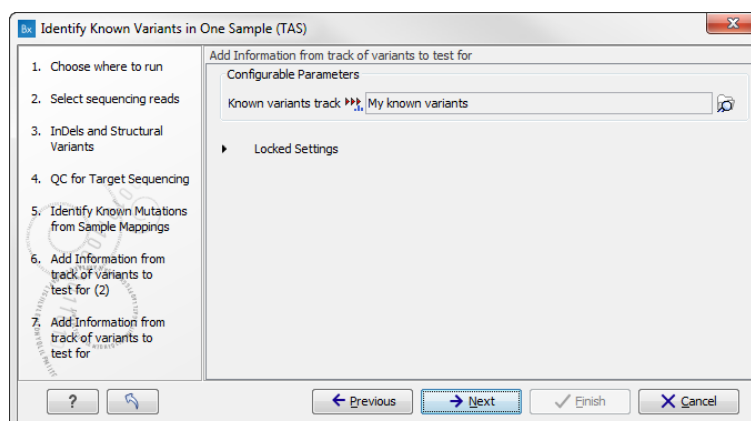 Bx Identify Known Variants in One Sample (TAS)
1. Choose where to run
2. Select sequencing reads
3. InDels and Structural
Variants
4. QC for Target Sequencing
5. Identify Known Mutations
from Sample Mappings
6. Add Information from
track of variants to
test for (2)
7. Add Information from
track of variants to
test for
Add Information from track of variants to test for
Configurable Parameters
Known variants track My known variants
Locked Settings
? Previous Next Finish Cancel